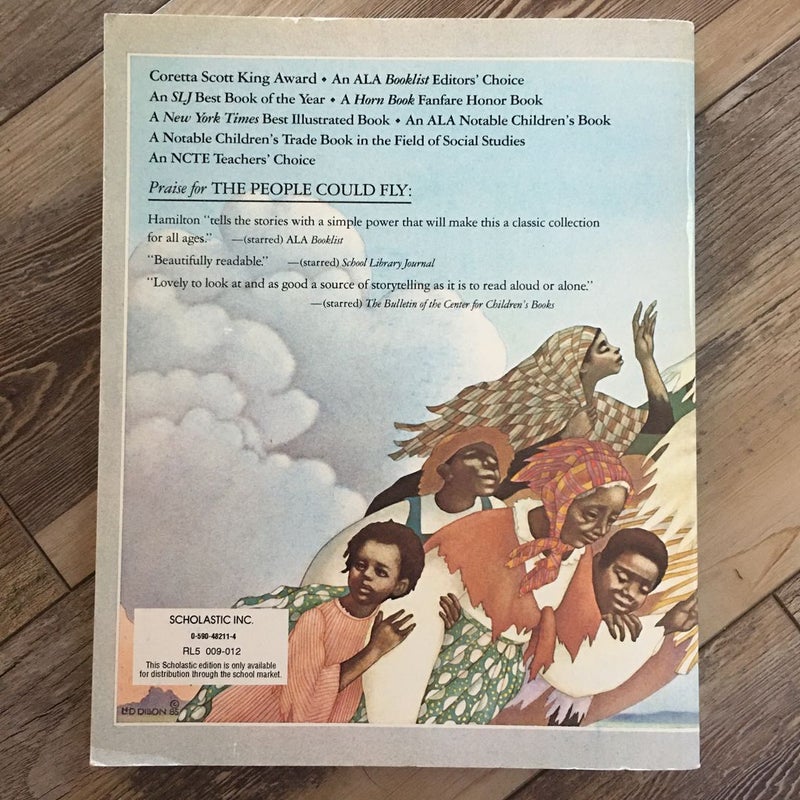 Coretta Scott King Award • An ALA Booklist Editors' Choice
An SLJ Best Book of the Year • A Horn Book Fanfare Honor Book
A New York Times Best Illustrated Book • An ALA Notable Children's Book
A Notable Children's Trade Book in the Field of Social Studies
An NCTE Teachers' Choice
Praise for THE PEOPLE COULD FLY:
Hamilton "tells the stories with a simple power that will make this a classic collection
for all ages." —(starred) ALA Booklist
"Beautifully readable." —(starred) School Library Journal
"Lovely to look at and as good a source of storytelling as it is to read aloud or alone."
—(starred) The Bulletin of the Center for Children's Books
SCHOLASTIC INC.
0-590-48211-4
RL5 009-012
This Scholastic edition is only available
for distribution through the school market.
L+D DILLON © 85